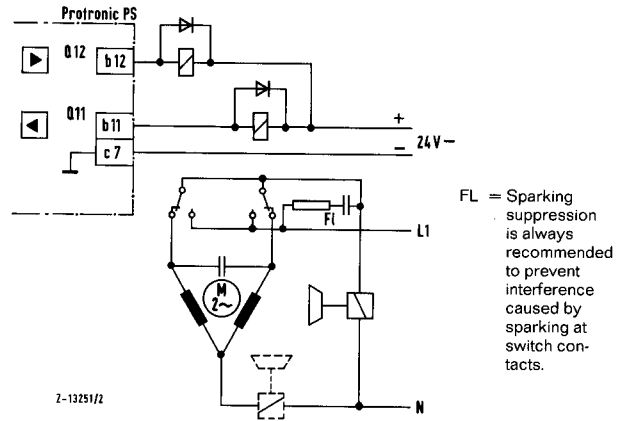 Protronic PS
Q12
b12
Q11
b11
c7
+
24V-
-
Fl
L1
M
2~
N
Z-13251/2
FL = Sparking
suppression
is always
recommended
to prevent
interference
caused by
sparking at
switch con-
tacts.